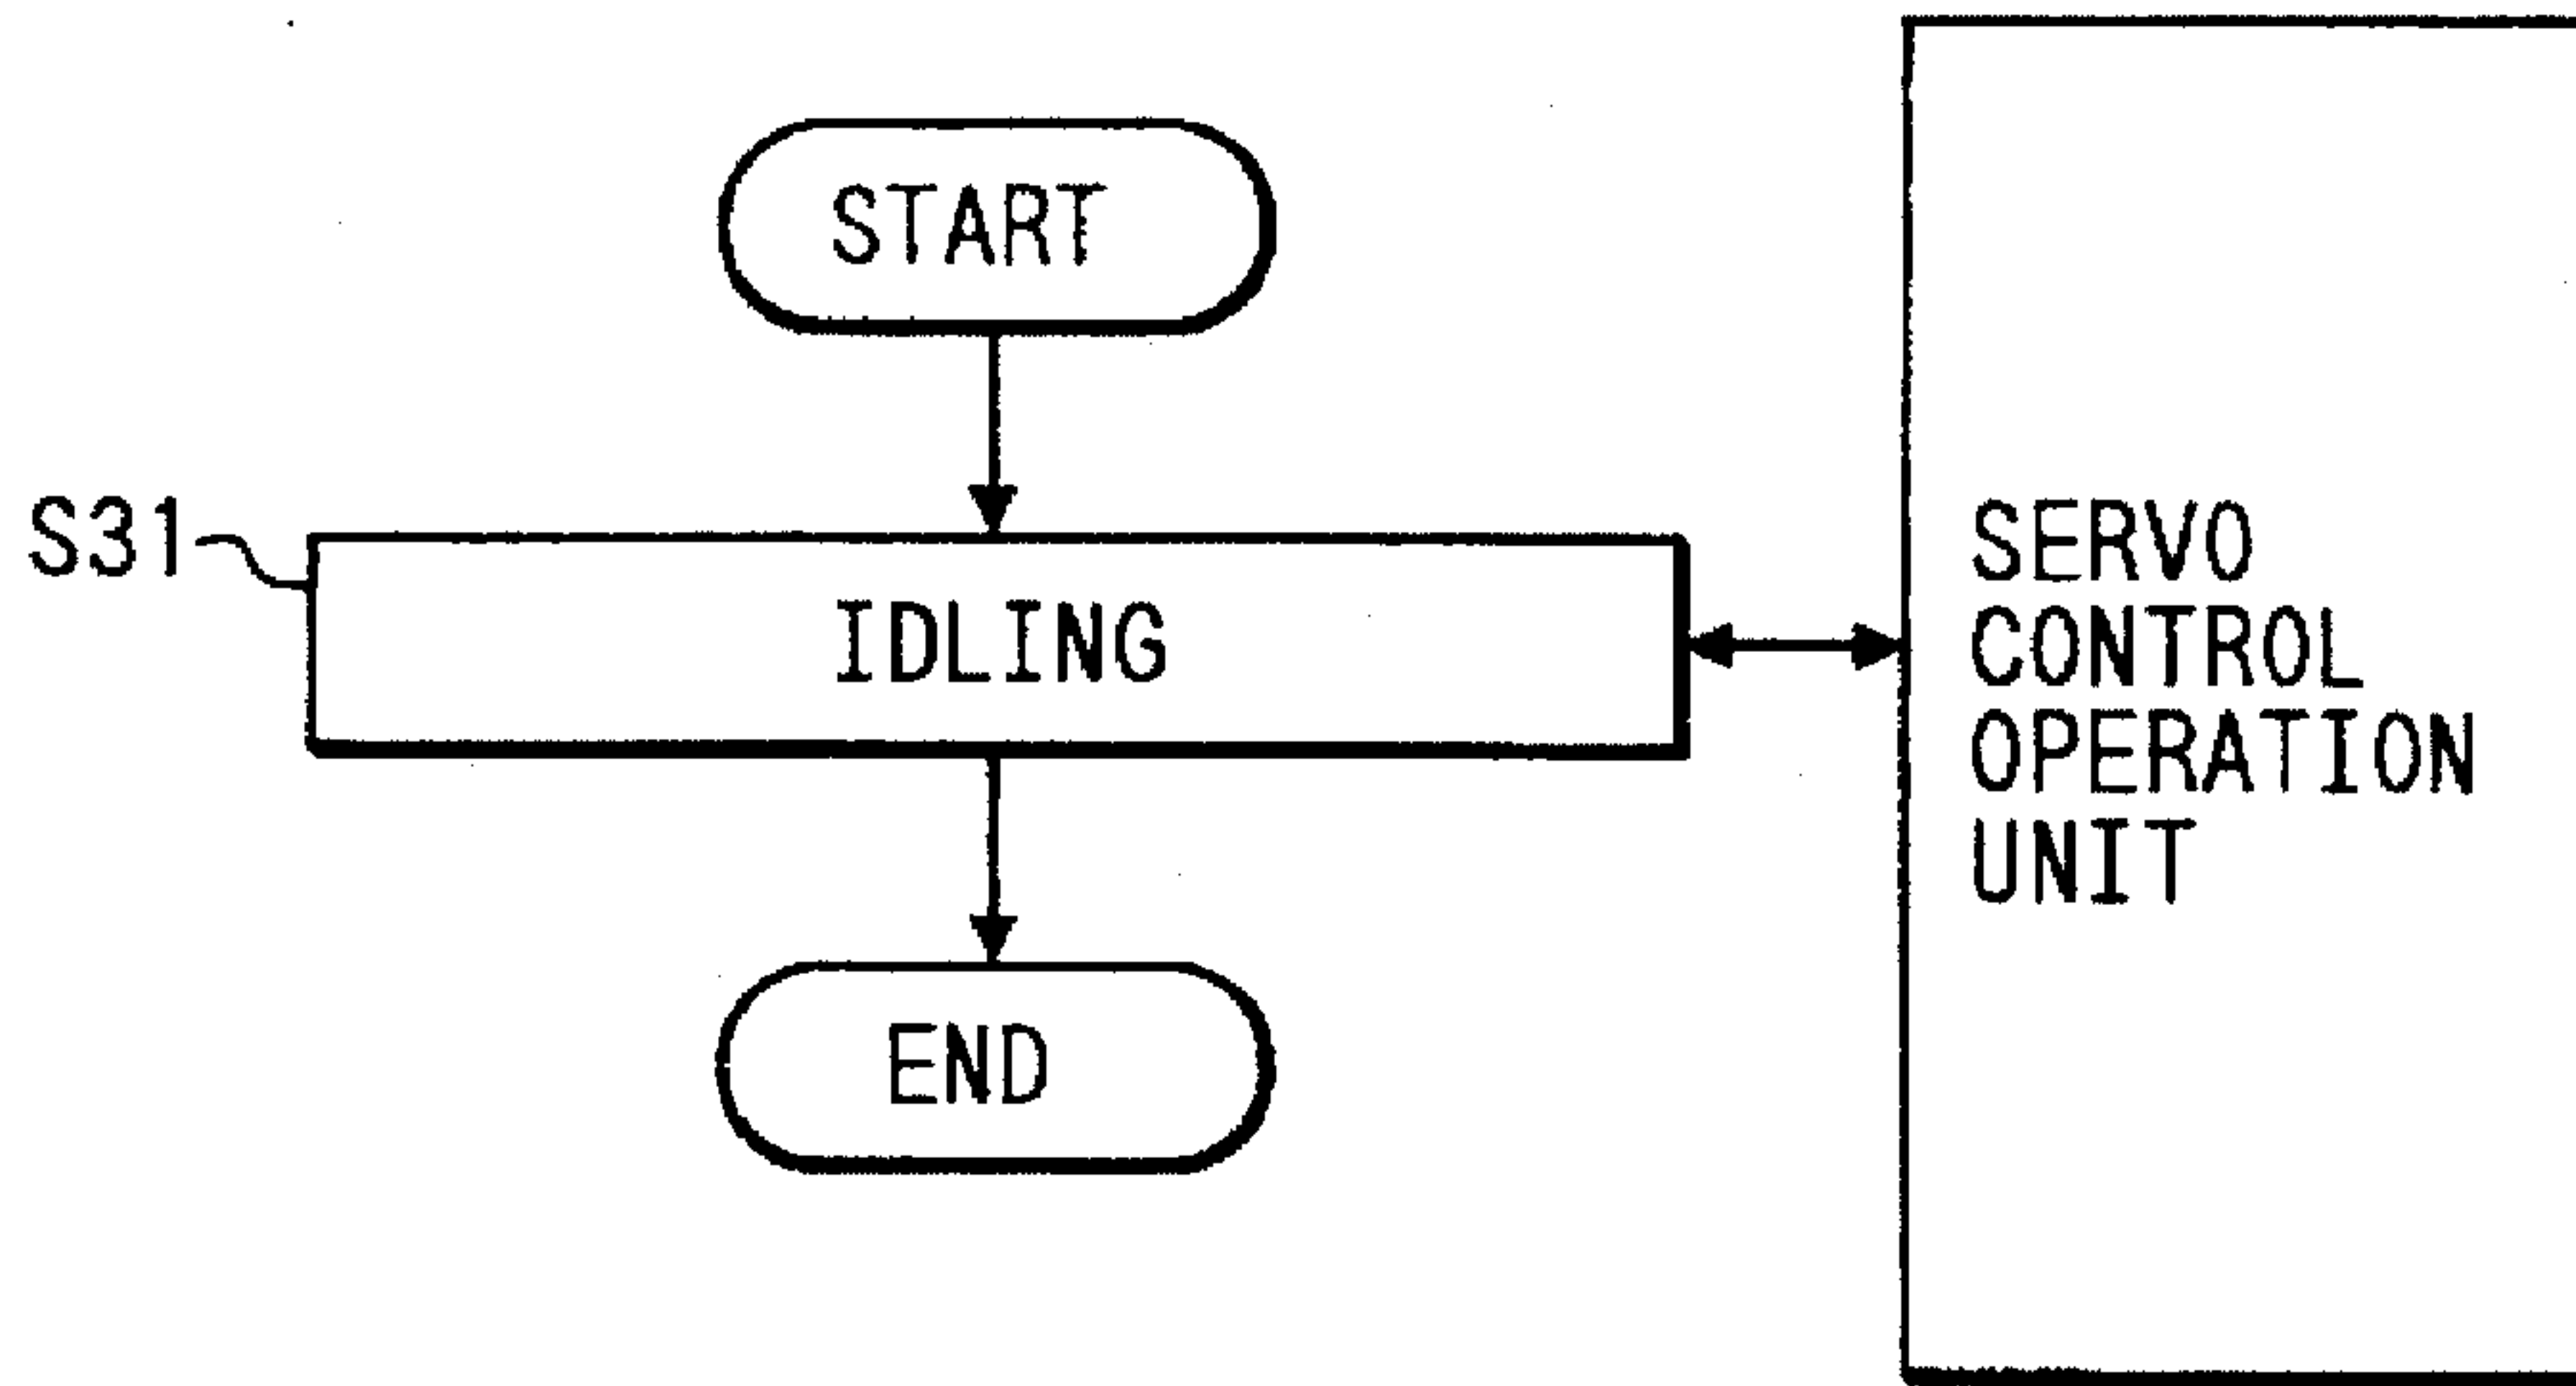 START
S31
IDLING
SERVO
CONTROL
OPERATION
UNIT
END